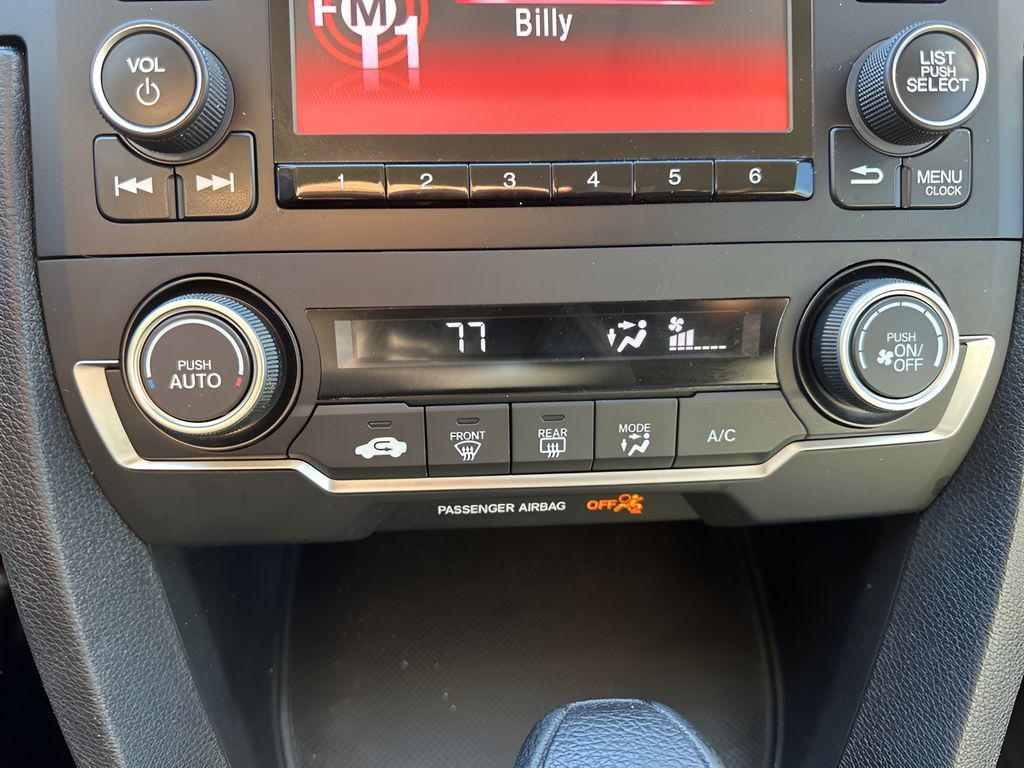 FM1
Billy
VOL
LIST
PUSH
SELECT
1 2 3 4 5 6
MENU
CLOCK
PUSH
AUTO
77
PUSH
ON/
OFF
FRONT
REAR
MODE
A/C
PASSENGER AIRBAG OFF